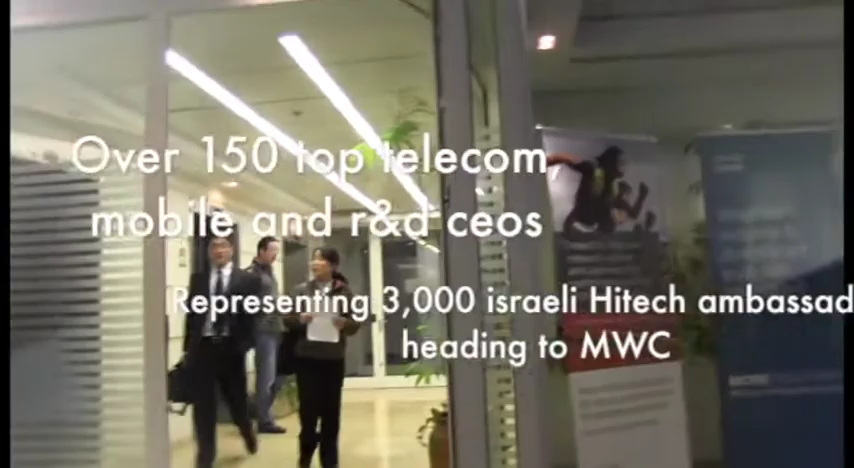 Over 150 top telecom,
mobile and r&d ceos
Representing 3,000 israeli Hitech ambassad
heading to MWC